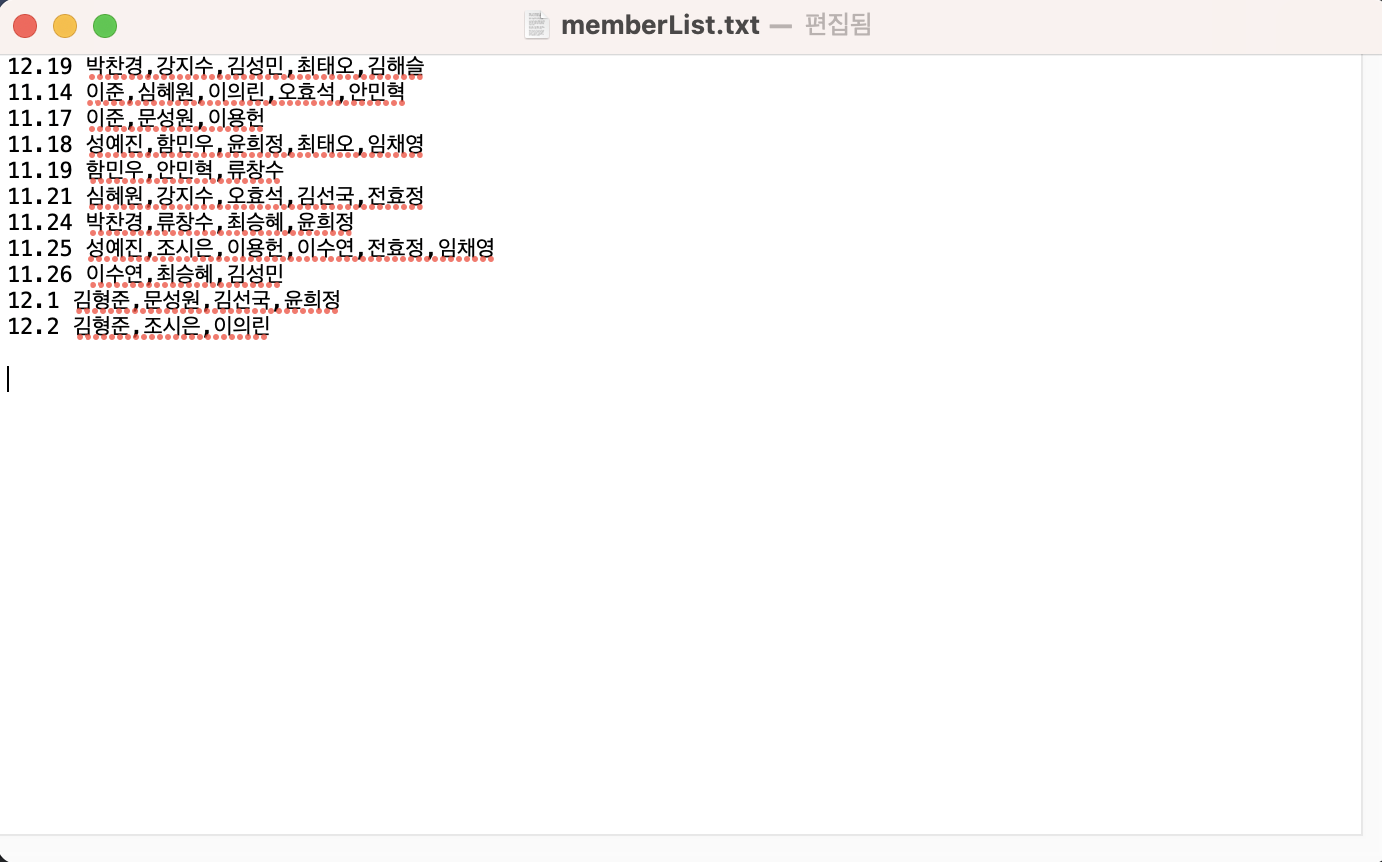 memberList.txt — 편집됨
12.19 박찬경,강지수,김성민,최태오,김해슬
11.14 이준,심혜원,이의린,오효석,안민혁
11.17 이준,문성원,이용헌
11.18 성예진,함민우,윤희정,최태오,임채영
11.19 함민우,안민혁,류창수
11.21 심혜원,강지수,오효석,김선국,전효정
11.24 박찬경,류창수,최승혜,윤희정
11.25 성예진,조시은,이용헌,이수연,전효정,임채영
11.26 이수연,최승혜,김성민
12.1 김형준,문성원,김선국,윤희정
12.2 김형준,조시은,이의린